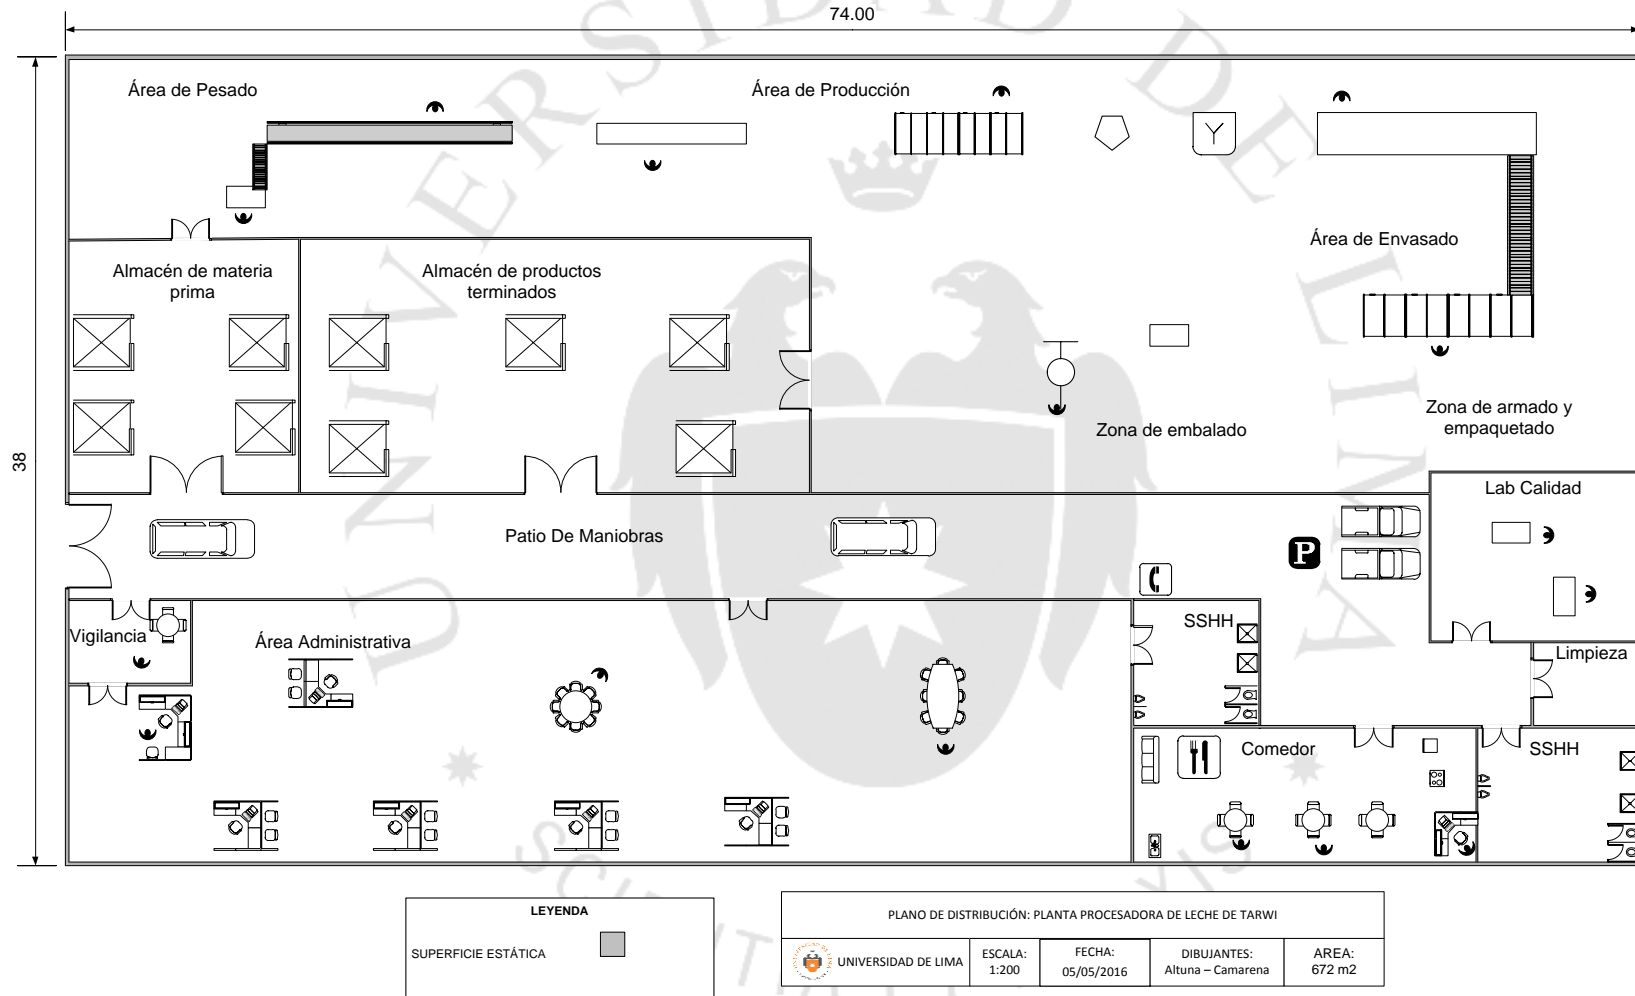 74.00
38
Área de Pesado
Área de Producción
Área de Envasado
Almacén de materia
prima
Almacén de productos
terminados
Zona de embalado
Zona de armado y
empaquetado
Lab Calidad
Patio De Maniobras
P
Vigilancia
Área Administrativa
SSHH
Limpieza
Comedor
SSHH
LEYENDA
SUPERFICIE ESTÁTICA
PLANO DE DISTRIBUCIÓN: PLANTA PROCESADORA DE LECHE DE TARWI
UNIVERSIDAD DE LIMA
ESCALA:
1:200
FECHA:
05/05/2016
DIBUJANTES:
Altuna – Camarena
AREA:
672 m2
UNIVERSIDAD DE LIMA